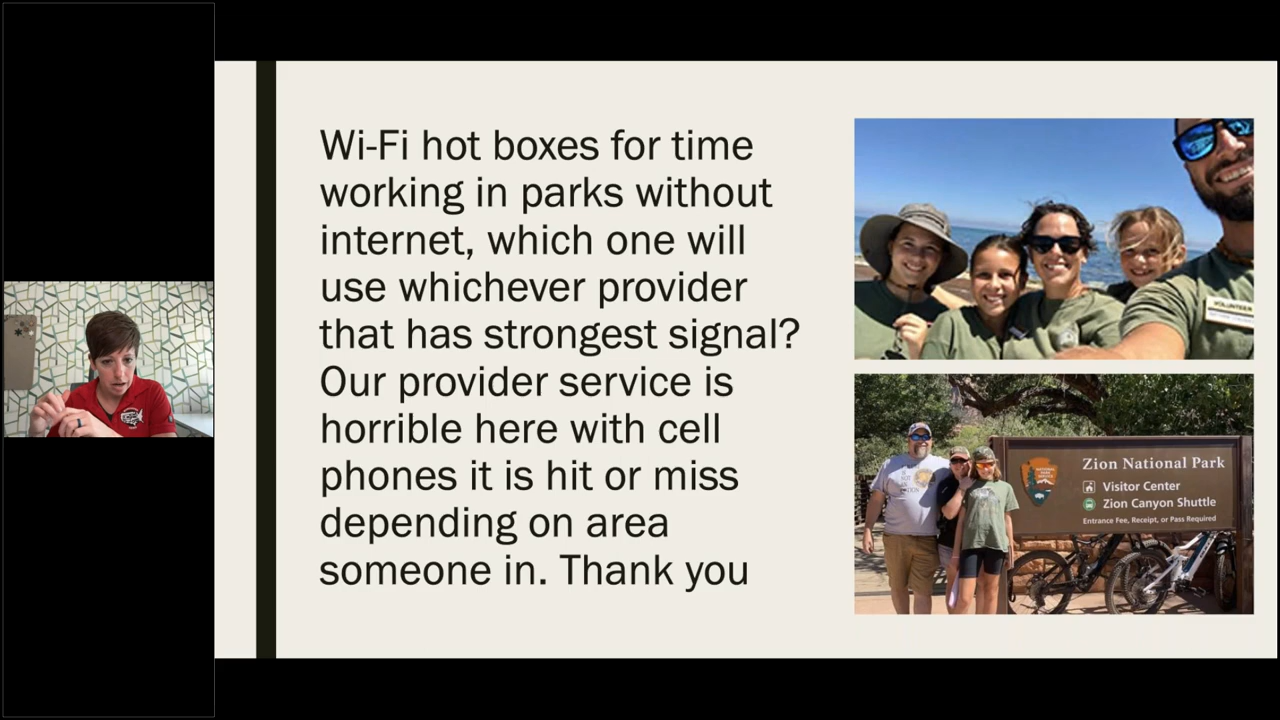 Wi-Fi hot boxes for time
working in parks without
internet, which one will
use whichever provider
that has strongest signal?
Our provider service is
horrible here with cell
phones it is hit or miss
depending on area
someone in. Thank you
VOLUNTEER
Zion National Park
Visitor Center
Zion Canyon Shuttle
Entrance Fee, Receipt, or Pass Required